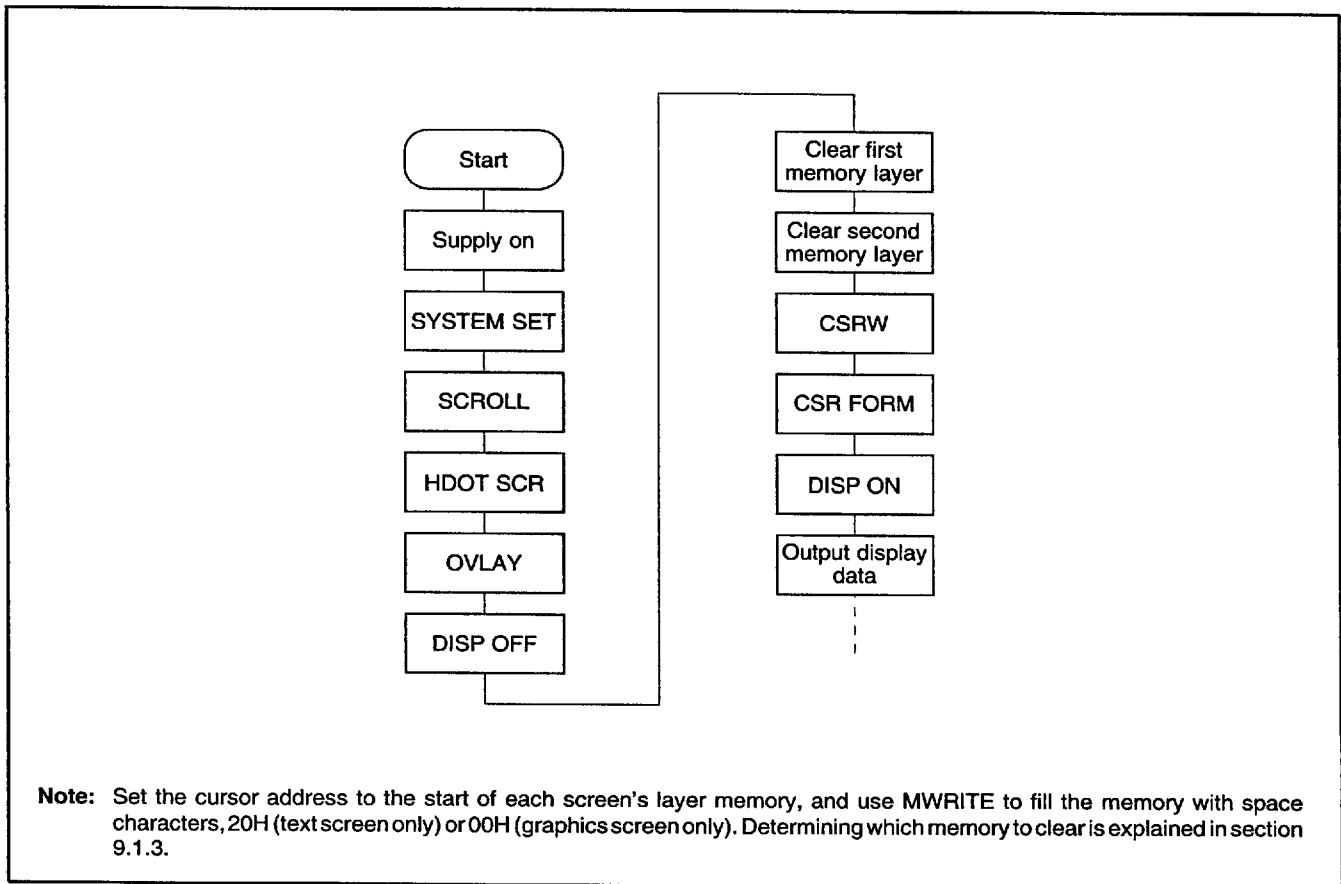 Start
Supply on
SYSTEM SET
SCROLL
HDOT SCR
OVLAY
DISP OFF
Clear first
memory layer
Clear second
memory layer
CSRW
CSR FORM
DISP ON
Output display
data
Note: Set the cursor address to the start of each screen's layer memory, and use MWRITE to fill the memory with space
characters, 20H (text screen only) or 00H (graphics screen only). Determining which memory to clear is explained in section
9.1.3.